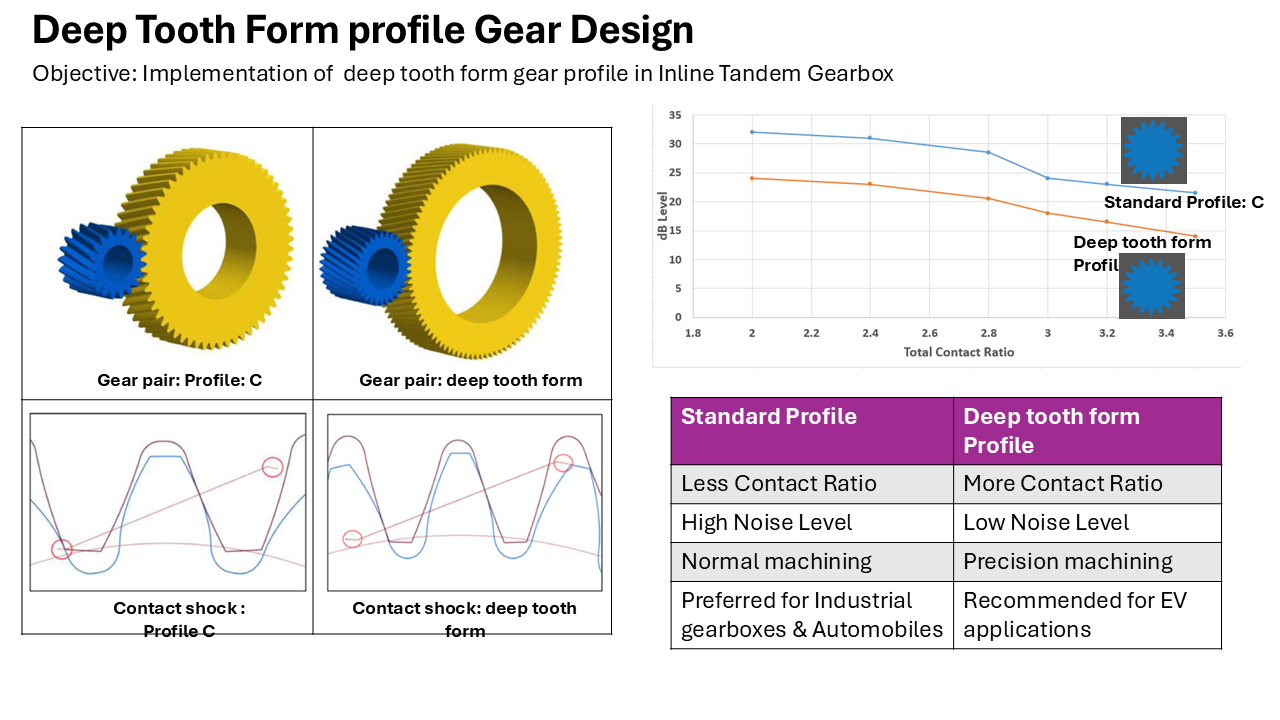 Deep Tooth Form profile Gear Design
Objective: Implementation of deep tooth form gear profile in Inline Tandem Gearbox
Gear pair: Profile: C
Gear pair: deep tooth form
Contact shock :
Profile C
Contact shock: deep tooth
form
35
30
25
20
15
10
5
0
dB Level
1.8
2
2.2
2.4
2.6
2.8
3
3.2
3.4
3.6
Total Contact Ratio
Standard Profile: C
Deep tooth form
Profil
Standard Profile
Deep tooth form
Profile
Less Contact Ratio
More Contact Ratio
High Noise Level
Low Noise Level
Normal machining
Precision machining
Preferred for Industrial
gearboxes & Automobiles
Recommended for EV
applications